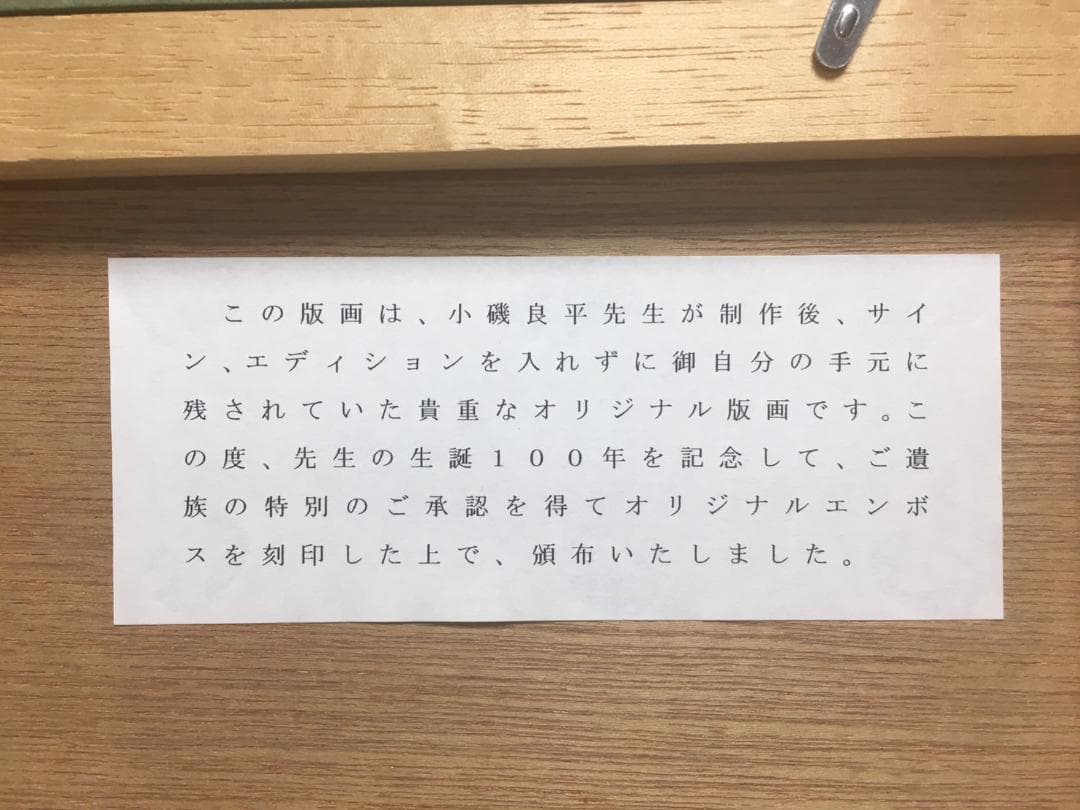 この版画は、小磯良平先生が制作後、サイ
ン、エディションを入れずに御自分の手元に
残されていた貴重なオリジナル版画です。こ
の度、先生の生誕１００年を記念して、ご遺
族の特別のご承認を得てオリジナルエンボ
スを刻印した上で、頒布いたしました。